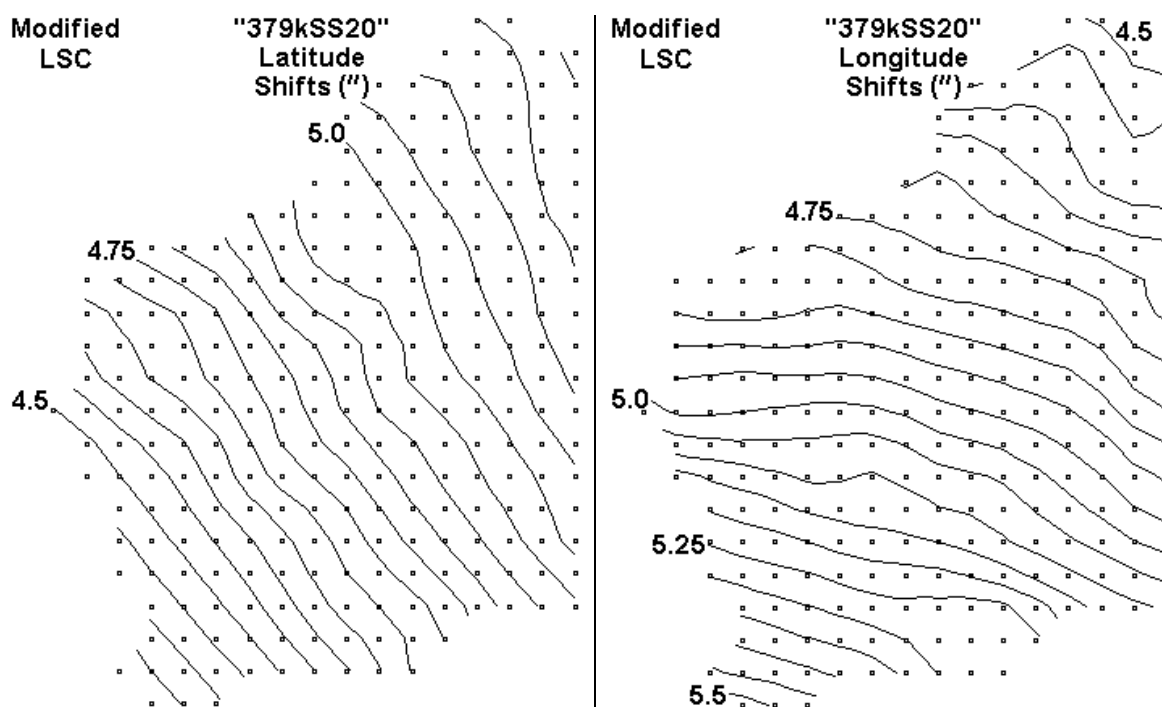 Modified
LSC
"379kSS20"
Latitude
Shifts (")
5.0
4.75
4.5
Modified
LSC
"379kSS20"
Longitude
Shifts (")
4.5
4.75
5.0
5.25
5.5